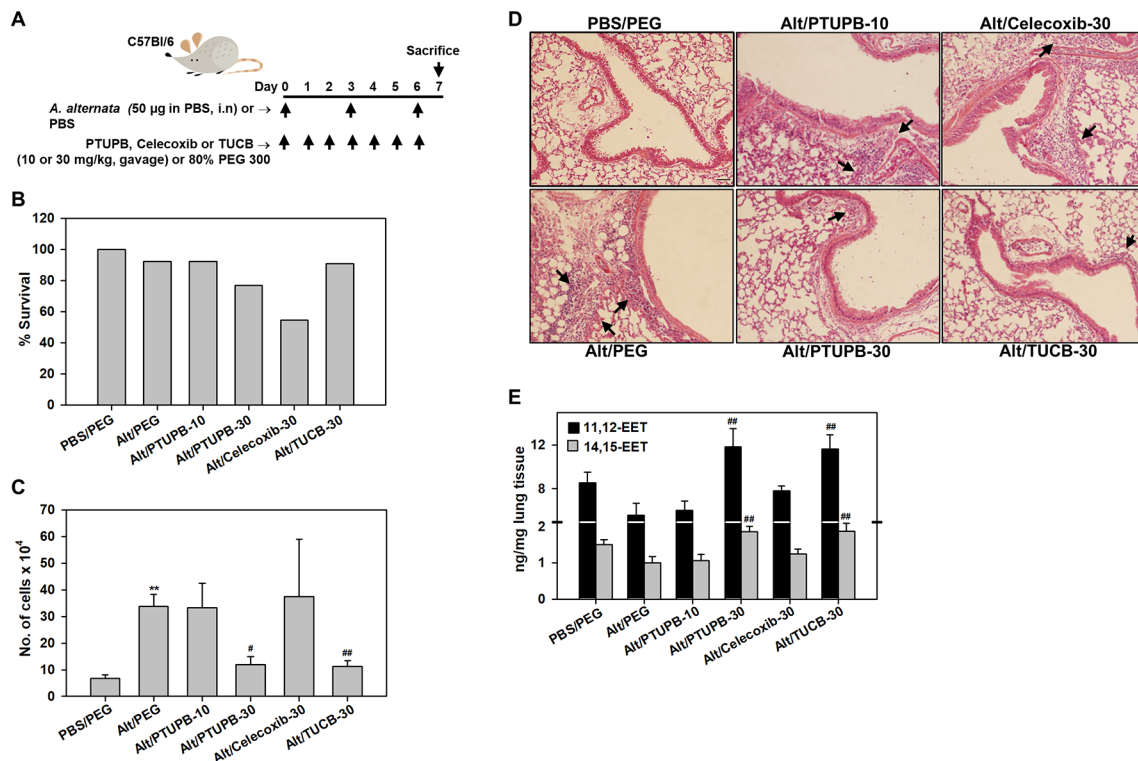 A
C57Bl/6
Sacrifice
Day 0 1 2 3 4 5 6 7
A. alternata (50 µg in PBS, i.n) or →
PBS
PTUPB, Celecoxib or TUCB →
(10 or 30 mg/kg, gavage) or 80% PEG 300
B
% Survival
120
100
80
60
40
20
0
PBS/PEG
Alt/PEG
Alt/PTUPB-10
Alt/PTUPB-30
Alt/Celecoxib-30
Alt/TUCB-30
C
No. of cells x 10⁴
70
60
50
40
30
20
10
0
**
#
##
PBS/PEG
Alt/PEG
Alt/PTUPB-10
Alt/PTUPB-30
Alt/Celecoxib-30
Alt/TUCB-30
D
PBS/PEG Alt/PTUPB-10 Alt/Celecoxib-30
Alt/PEG Alt/PTUPB-30 Alt/TUCB-30
E
11,12-EET
14,15-EET
ng/mg lung tissue
12
8
2
1
0
##
##
##
##
PBS/PEG
Alt/PEG
Alt/PTUPB-10
Alt/PTUPB-30
Alt/Celecoxib-30
Alt/TUCB-30